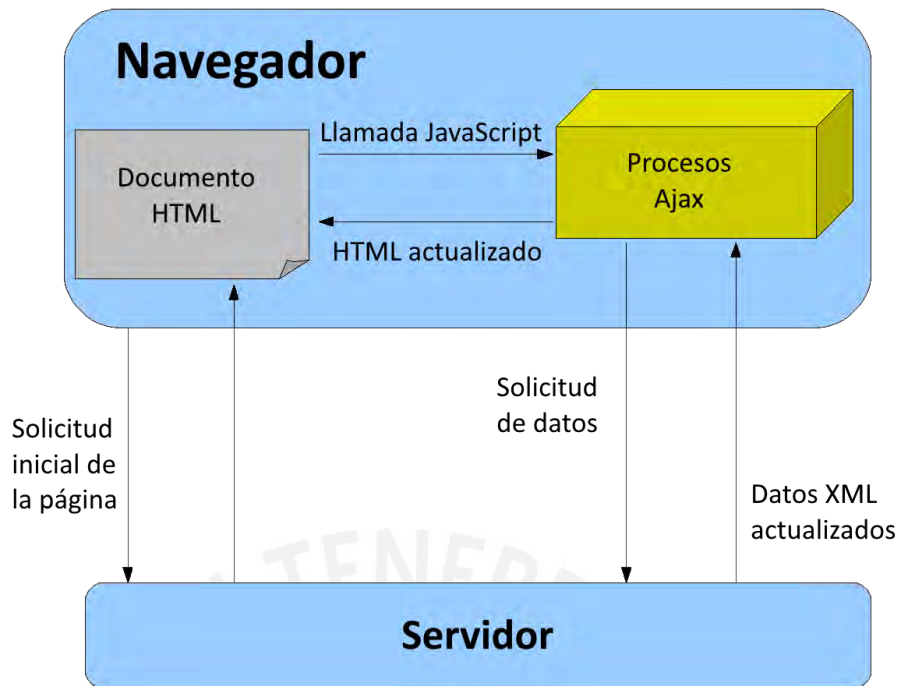 Navegador
Llamada JavaScript
Documento
HTML
Procesos
Ajax
HTML actualizado
Solicitud
inicial de
la página
Solicitud
de datos
Datos XML
actualizados
TENEB
Servidor